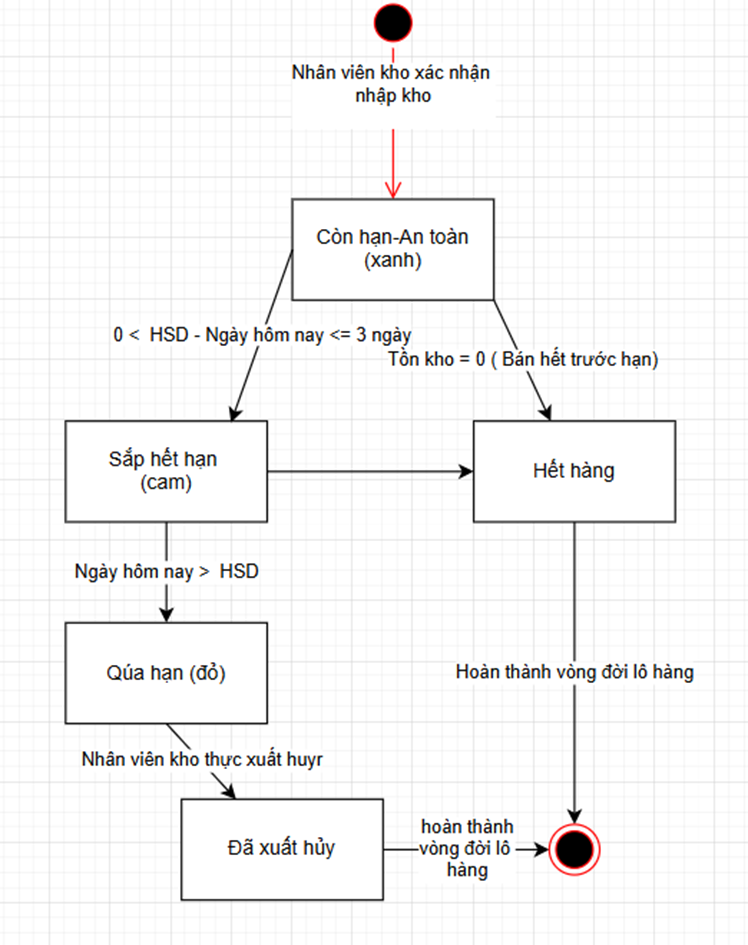 Nhân viên kho xác nhận
nhập kho
Còn hạn-An toàn
(xanh)
0 < HSD - Ngày hôm nay <= 3 ngày
Tồn kho = 0 ( Bán hết trước hạn)
Sắp hết hạn
(cam)
Hết hàng
Ngày hôm nay > HSD
Qúa hạn (đỏ)
Hoàn thành vòng đời lô hàng
Nhân viên kho thực xuất huyr
Đã xuất hủy
hoàn thành
vòng đời lô
hàng